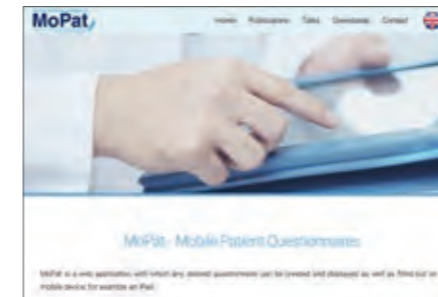 MoPat
Home Publications Talks Downloads Contact
MoPat - Mobile Patient Questionnaires
MoPat is a web application with which any desired questionnaire can be created and displayed as well as filled out on
mobile device, for example an iPad.